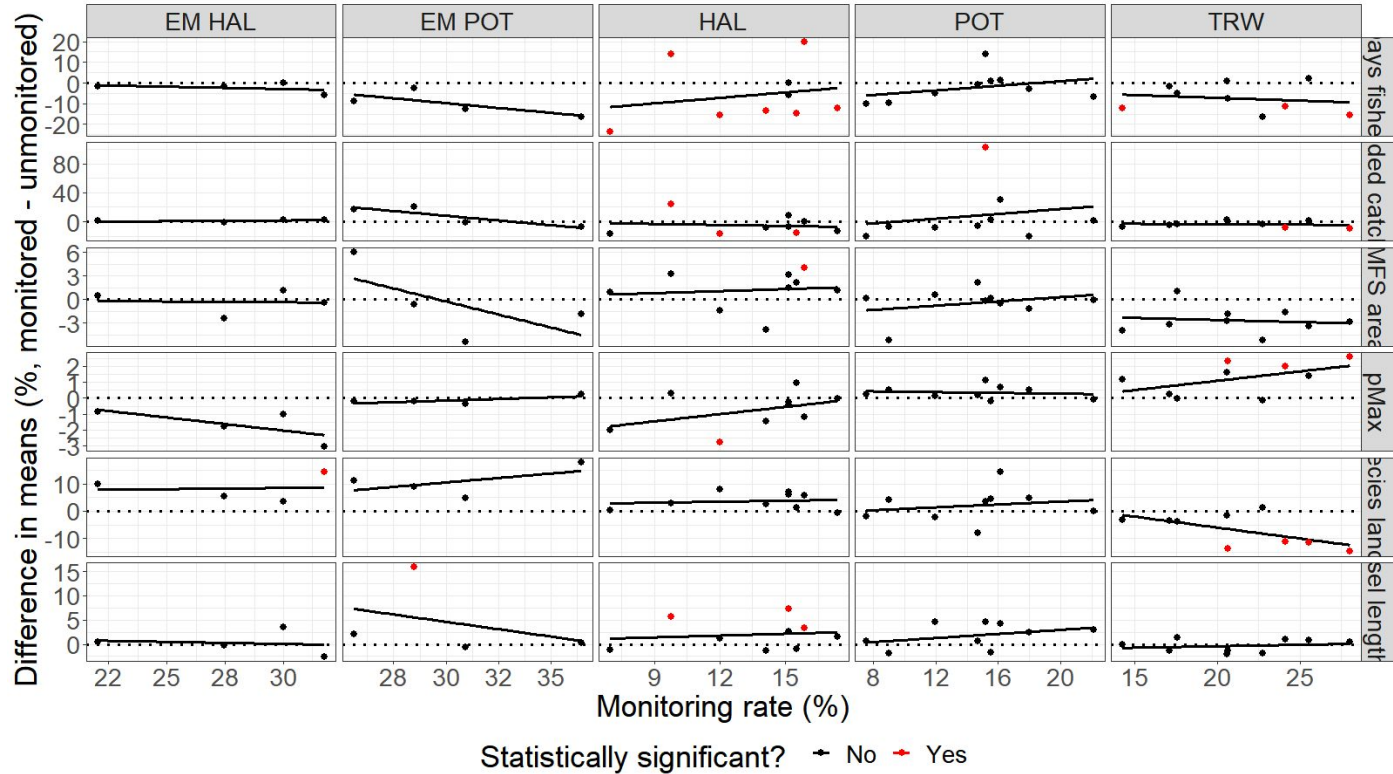 EM HAL EM POT HAL POT TRW
Difference in means (%, monitored - unmonitored)
20
10
0
-10
-20
ays fishe
80
40
0
ded catcl
6
3
0
-3
MFS area
2
1
0
-1
-2
-3
pMax
10
0
-10
ecies land
15
10
5
0
sel length
22 25 28 30 28 30 32 35 9 12 15 8 12 16 20 15 20 25
Monitoring rate (%)
Statistically significant? No Yes